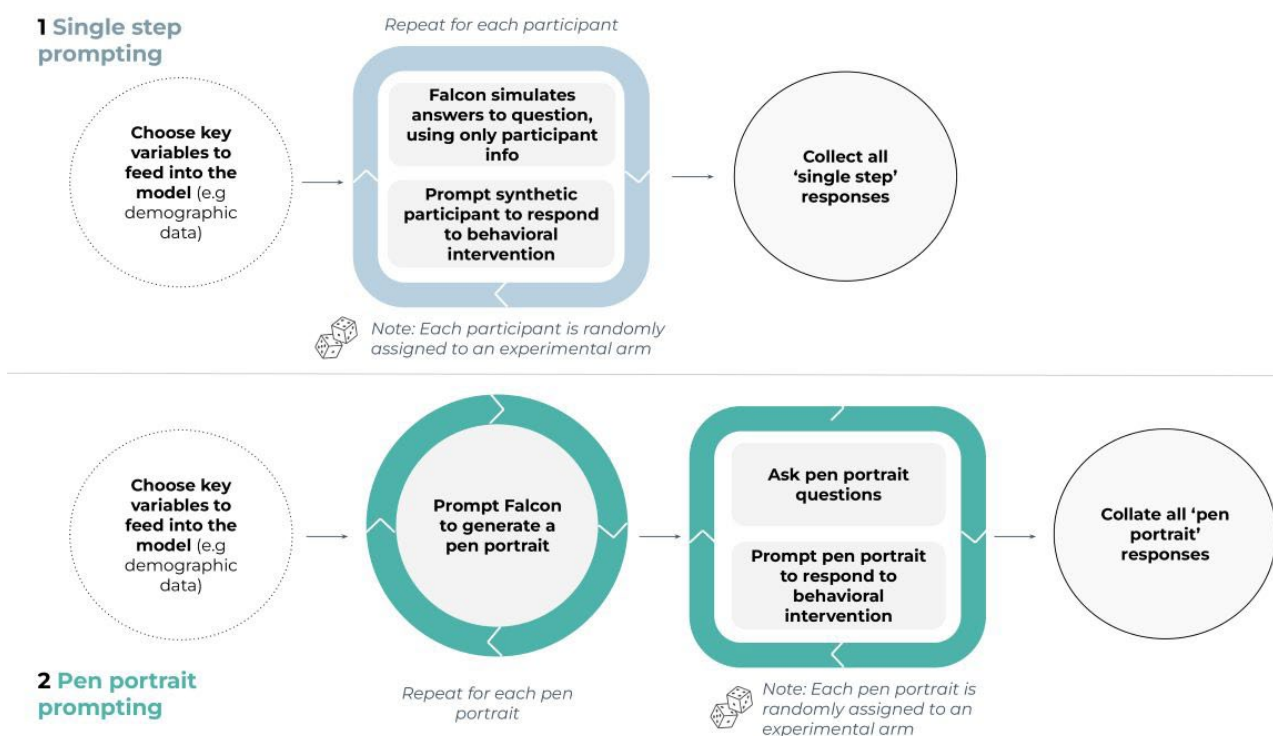 1 Single step
prompting
Repeat for each participant
Choose key
variables to
feed into the
model (e.g
demographic
data)
Falcon simulates
answers to question,
using only participant
info
Prompt synthetic
participant to respond
to behavioral
intervention
Collect all
‘single step’
responses
Note: Each participant is randomly
assigned to an experimental arm
Choose key
variables to
feed into the
model (e.g
demographic
data)
Prompt Falcon
to generate a
pen portrait
Ask pen portrait
questions
Prompt pen portrait
to respond to
behavioral
intervention
Collate all ‘pen
portrait’
responses
2 Pen portrait
prompting
Repeat for each pen
portrait
Note: Each pen portrait is
randomly assigned to an
experimental arm